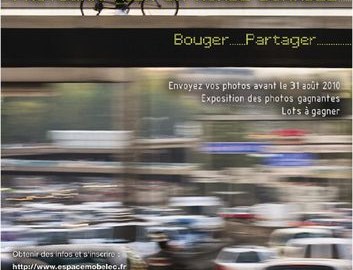 Bouger......Partager.............
Envoyez vos photos avant le 31 août 2010
Exposition des photos gagnantes
Lots à gagner
Obtenir des infos et s'inscrire :
http://www.espacemobelec.fr